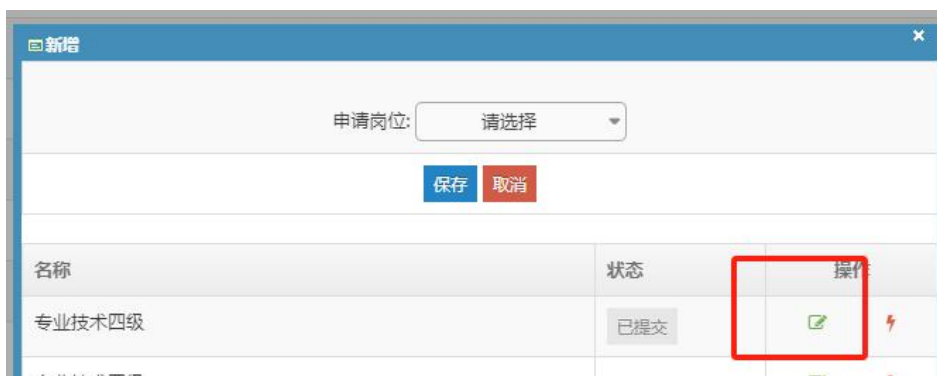 新增
申请岗位: 请选择
保存 取消
名称 状态 操作
专业技术四级 已提交